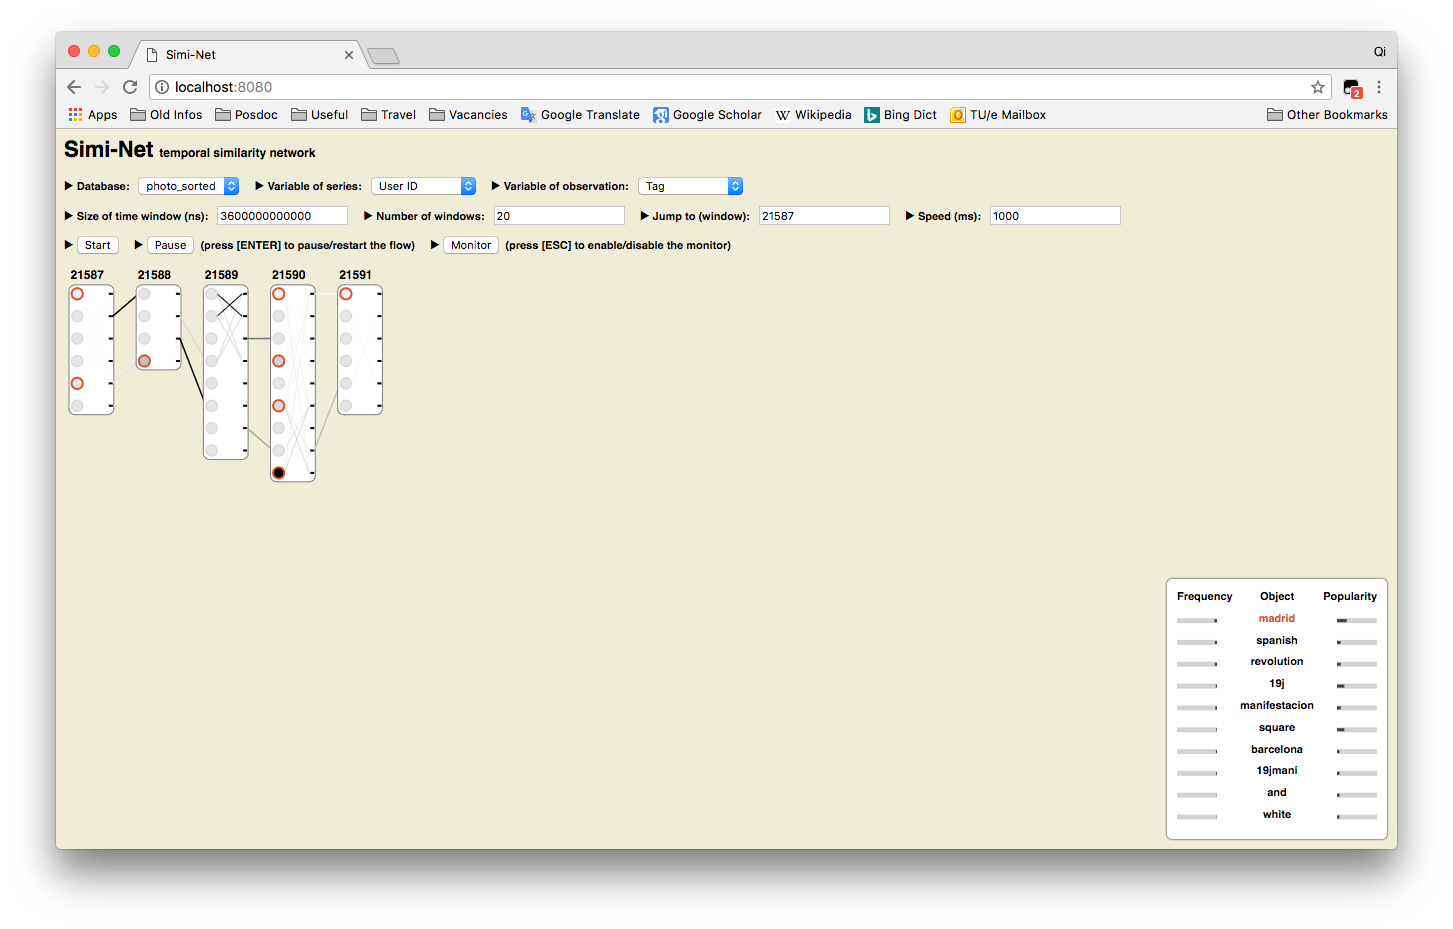 Simi-Net
Qi
localhost:8080
2
Apps Old Infos Posdoc Useful Travel Vacancies Google Translate Google Scholar Wikipedia Bing Dict TU/e Mailbox Other Bookmarks
Simi-Net temporal similarity network
Database: photo_sorted Variable of series: User ID Variable of observation: Tag
Size of time window (ns): 3600000000000 Number of windows: 20 Jump to (window): 21587 Speed (ms): 1000
Start Pause (press [ENTER] to pause/restart the flow) Monitor (press [ESC] to enable/disable the monitor)
21587 21588 21589 21590 21591
Frequency Object Popularity
madrid
spanish
revolution
19j
manifestacion
square
barcelona
19jmani
and
white